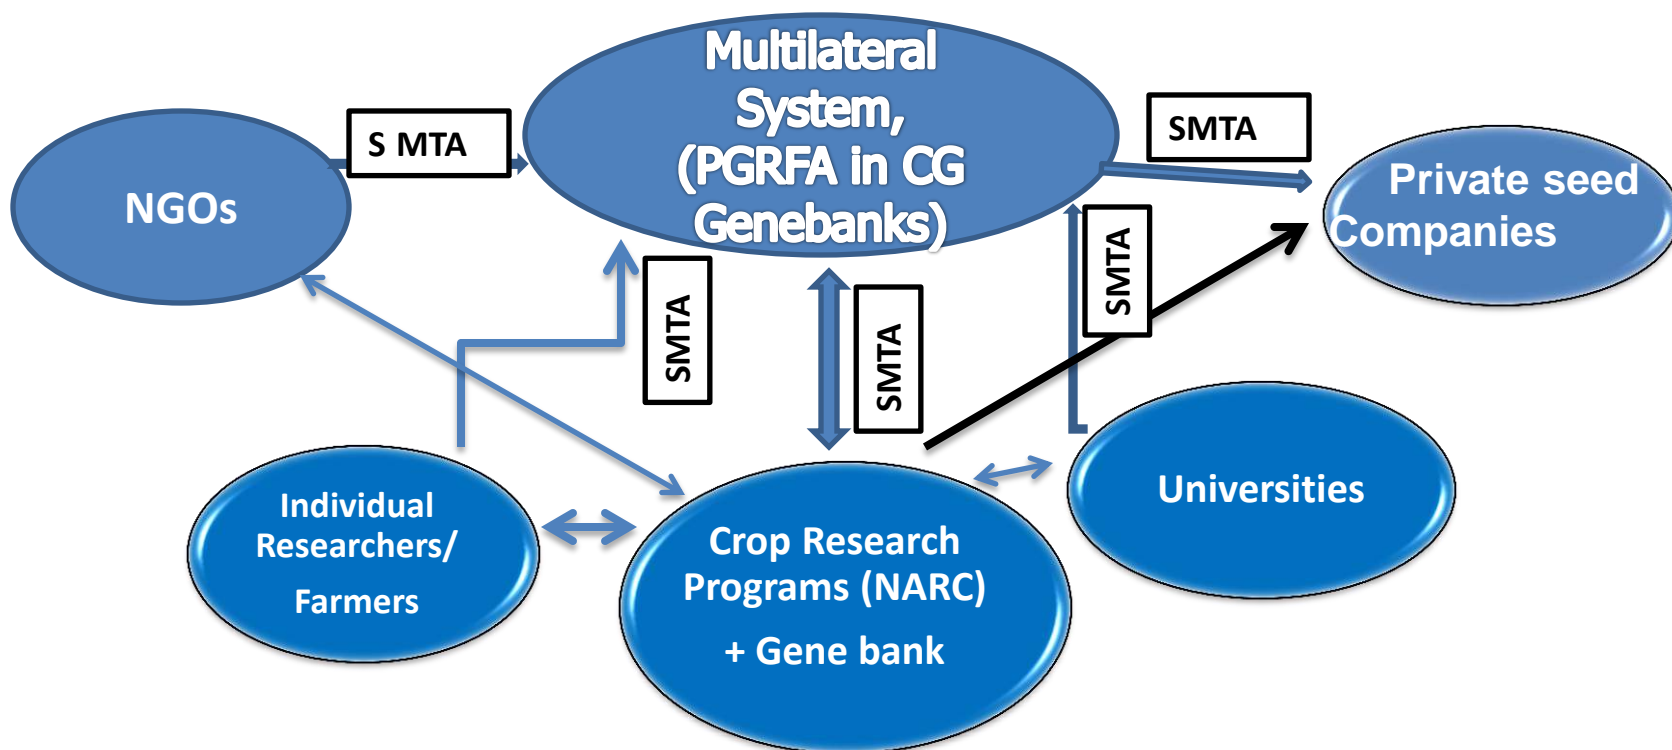 Multilateral
System,
(PGRFA in CG
Genebanks)
S MTA
SMTA
NGOs
Private seed
Companies
SMTA
SMTA
SMTA
Individual
Researchers/
Farmers
Crop Research
Programs (NARC)
+ Gene bank
Universities